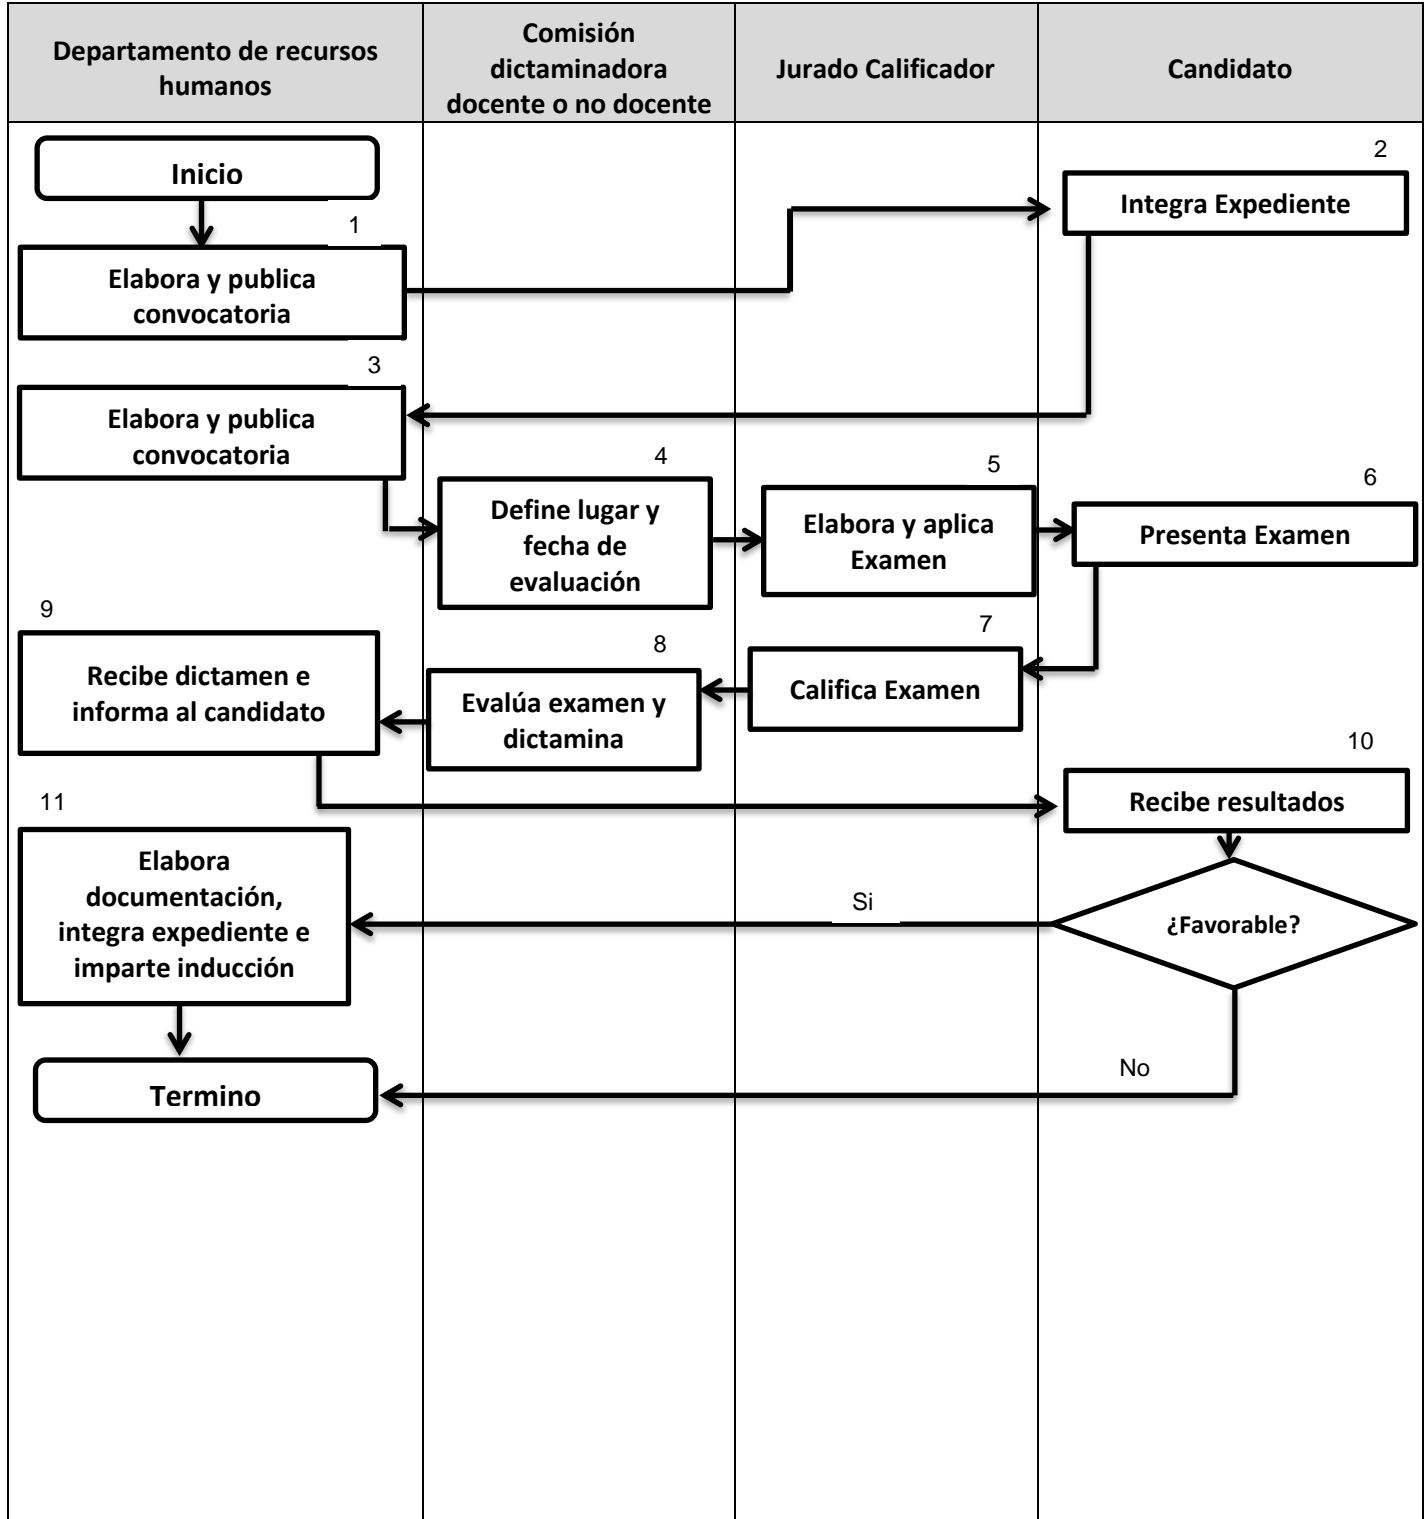 Departamento de recursos
humanos
Comisión
dictaminadora
docente o no docente
Jurado Calificador
Candidato
Inicio
2
Integra Expediente
1
Elabora y publica
convocatoria
3
Elabora y publica
convocatoria
4
Define lugar y
fecha de
evaluación
5
Elabora y aplica
Examen
6
Presenta Examen
7
Califica Examen
8
Evalúa examen y
dictamina
9
Recibe dictamen e
informa al candidato
10
Recibe resultados
¿Favorable?
Si
11
Elabora
documentación,
integra expediente e
imparte inducción
No
Termino